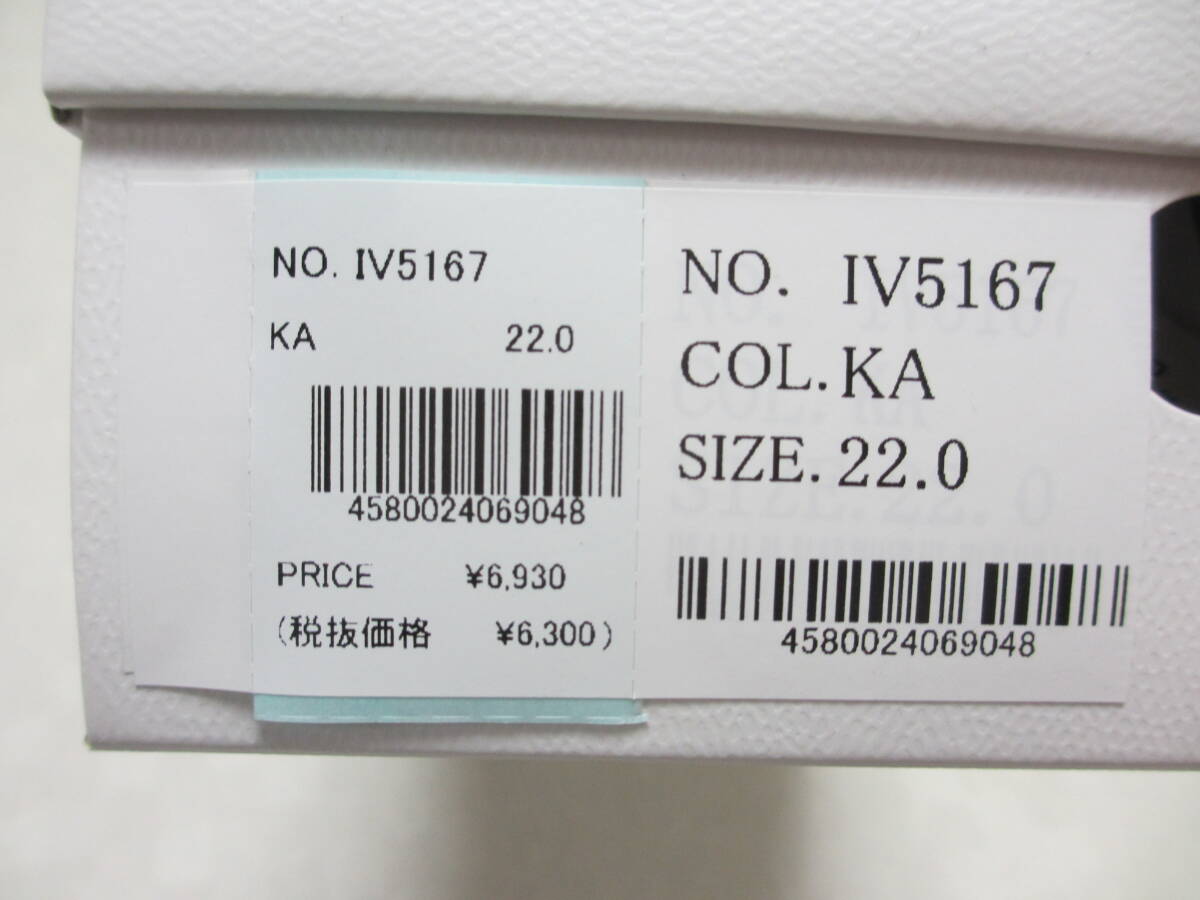 NO. IV5167
KA 22.0
4580024069048
PRICE ¥6,930
(税抜価格 ¥6,300)
NO. IV5167
COL. KA
SIZE. 22.0
4580024069048